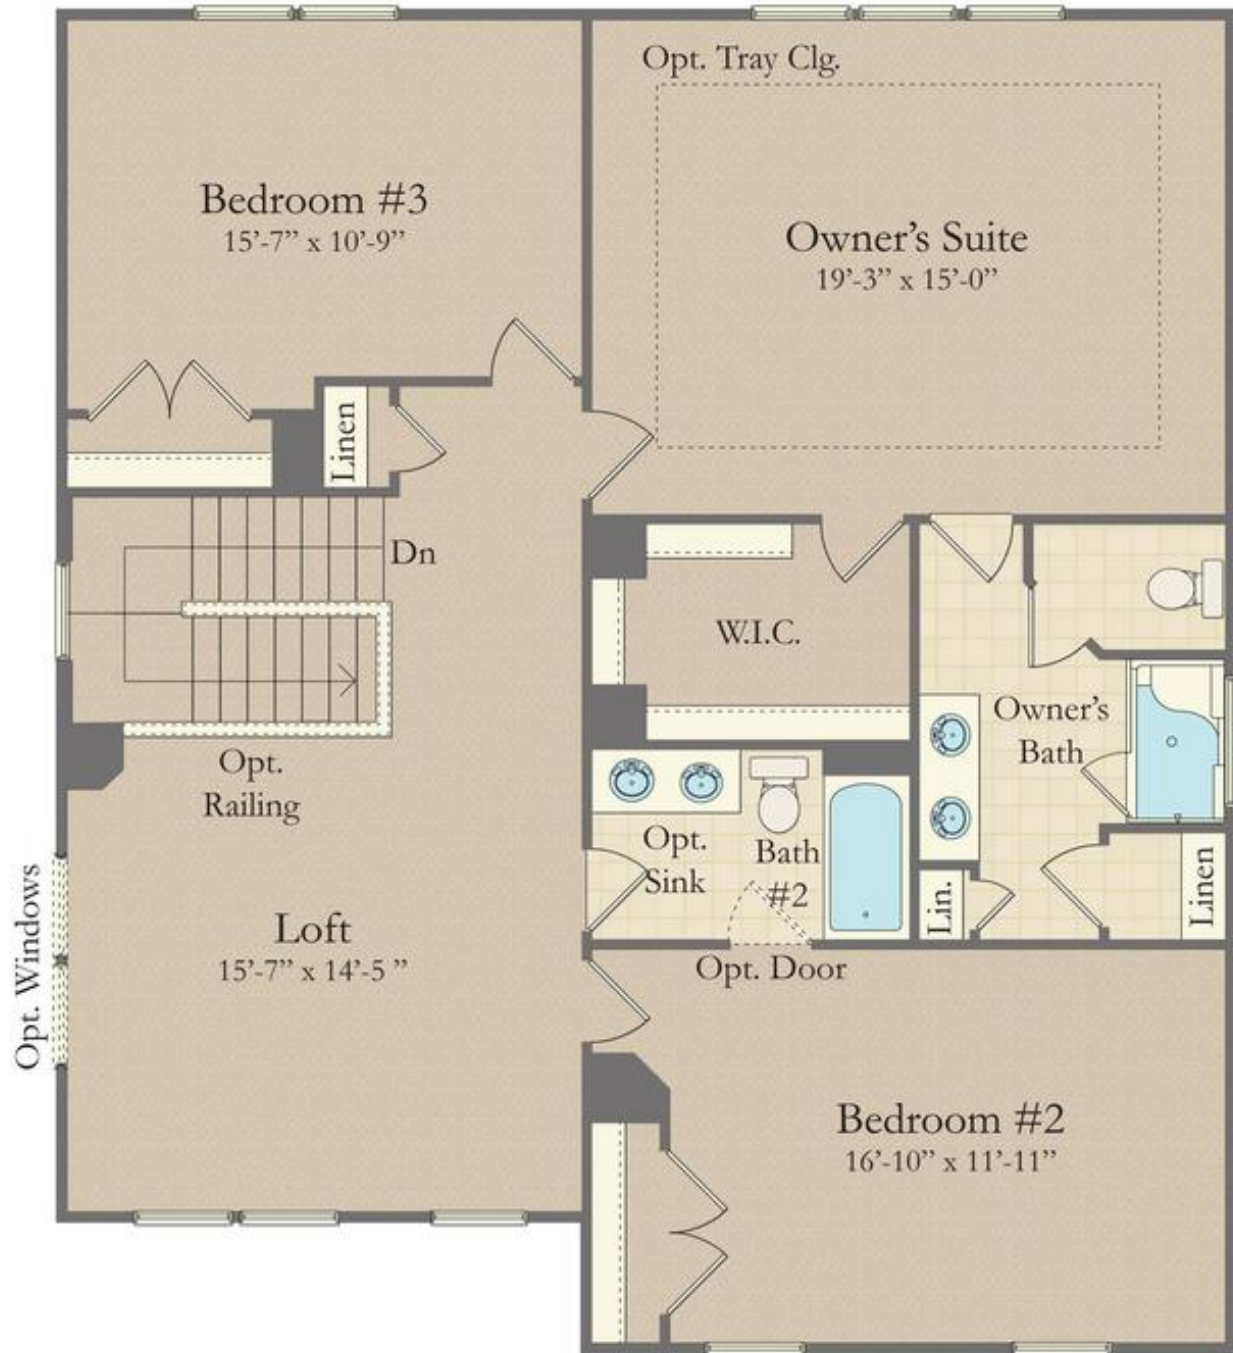 Opt. Tray Clg.
Bedroom #3
15'-7” x 10'-9”
Owner's Suite
19'-3” x 15'-0”
Linen
Dn
W.I.C.
Owner's
Bath
Opt.
Railing
Opt.
Sink
Bath
#2
Lin.
Linen
Opt. Windows
Loft
15'-7” x 14'-5 ”
Opt. Door
Bedroom #2
16'-10” x 11'-11”